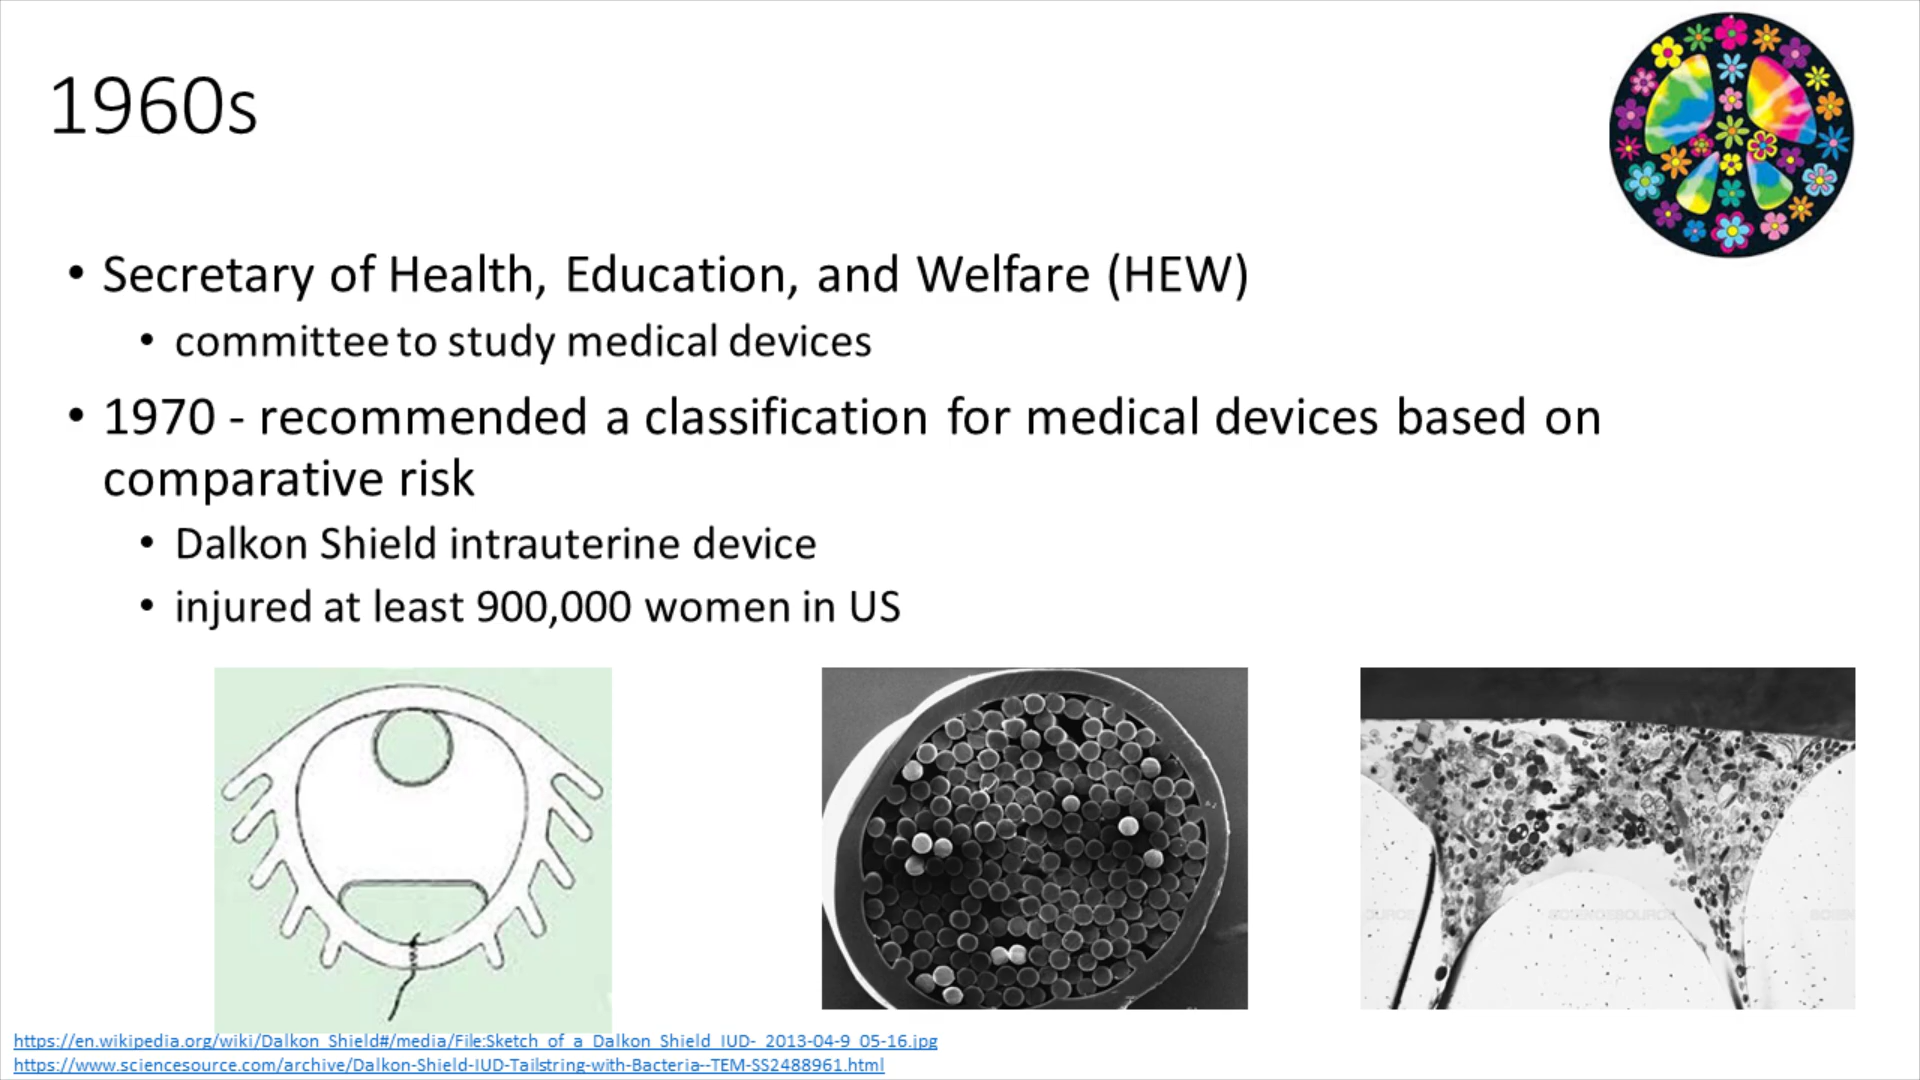 1960s
• Secretary of Health, Education, and Welfare (HEW)
• committee to study medical devices
• 1970 - recommended a classification for medical devices based on
comparative risk
• Dalkon Shield intrauterine device
• injured at least 900,000 women in US
SCIENCESOURCE
https://en.wikipedia.org/wiki/Dalkon_Shield#/media/File:Sketch_of_a_Dalkon_Shield_IUD-_2013-04-9_05-16.jpg
https://www.sciencesource.com/archive/Dalkon-Shield-IUD-Tailstring-with-Bacteria--TEM-SS2488961.html